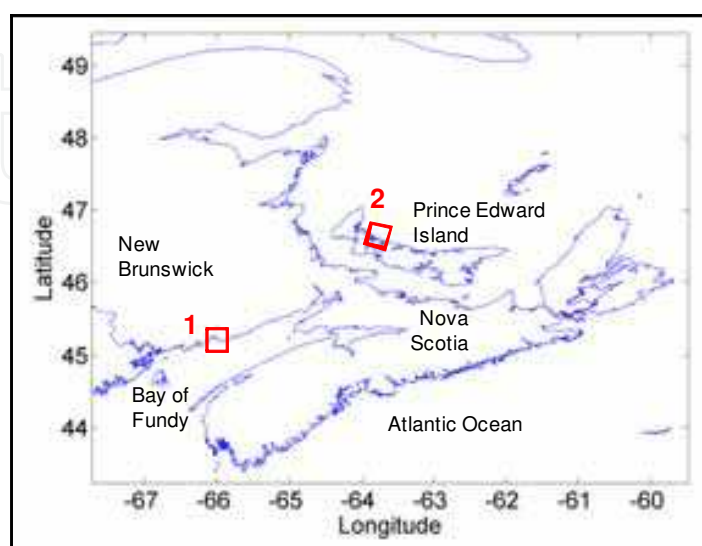 49
48
47
46
45
44
Latitude
2
Prince Edward
Island
New
Brunswick
1
Nova
Scotia
Bay of
Fundy
Atlantic Ocean
-67 -66 -65 -64 -63 -62 -61 -60
Longitude